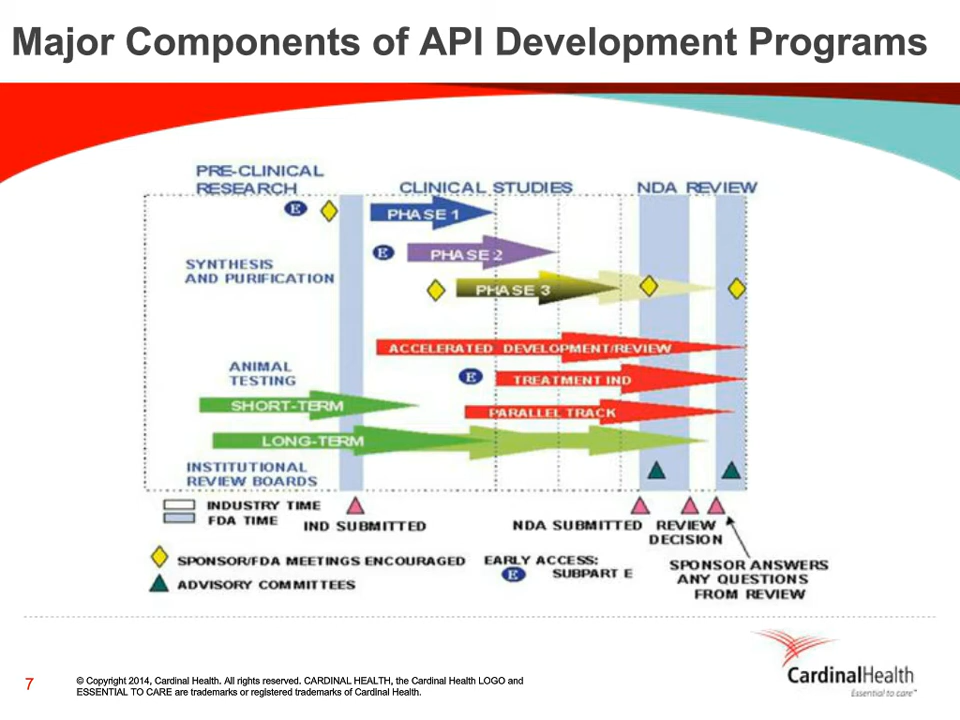 Major Components of API Development Programs
PRE-CLINICAL
RESEARCH
CLINICAL STUDIES
NDA REVIEW
E
PHASE 1
E
PHASE 2
SYNTHESIS
AND PURIFICATION
PHASE 3
ACCELERATED DEVELOPMENT/REVIEW
ANIMAL
TESTING
E
TREATMENT IND
SHORT-TERM
PARALLEL TRACK
LONG-TERM
INSTITUTIONAL
REVIEW BOARDS
INDUSTRY TIME
FDA TIME
IND SUBMITTED
NDA SUBMITTED
REVIEW
DECISION
SPONSOR/FDA MEETINGS ENCOURAGED
ADVISORY COMMITTEES
EARLY ACCESS:
E SUBPART E
SPONSOR ANSWERS
ANY QUESTIONS
FROM REVIEW
7
© Copyright 2014, Cardinal Health. All rights reserved. CARDINAL HEALTH, the Cardinal Health LOGO and
ESSENTIAL TO CARE are trademarks or registered trademarks of Cardinal Health.
CardinalHealth
Essential to care™